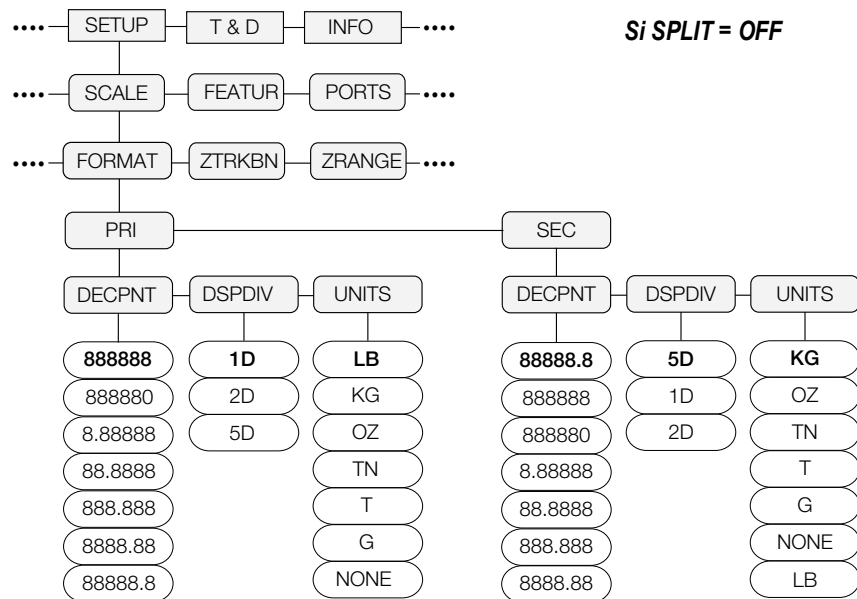 •••• SETUP T & D INFO •••• Si SPLIT = OFF
•••• SCALE FEATUR PORTS ••••
•••• FORMAT ZTRKBN ZRANGE ••••
PRI SEC
DECPNT DSPDIV UNITS DECPNT DSPDIV UNITS
888888 1D LB 88888.8 5D KG
888880 2D KG 888888 1D OZ
8.88888 5D OZ 888880 2D TN
88.8888 TN 8.88888 T
888.888 T 88.8888 G
8888.88 G 888.888 NONE
88888.8 NONE 8888.88 LB